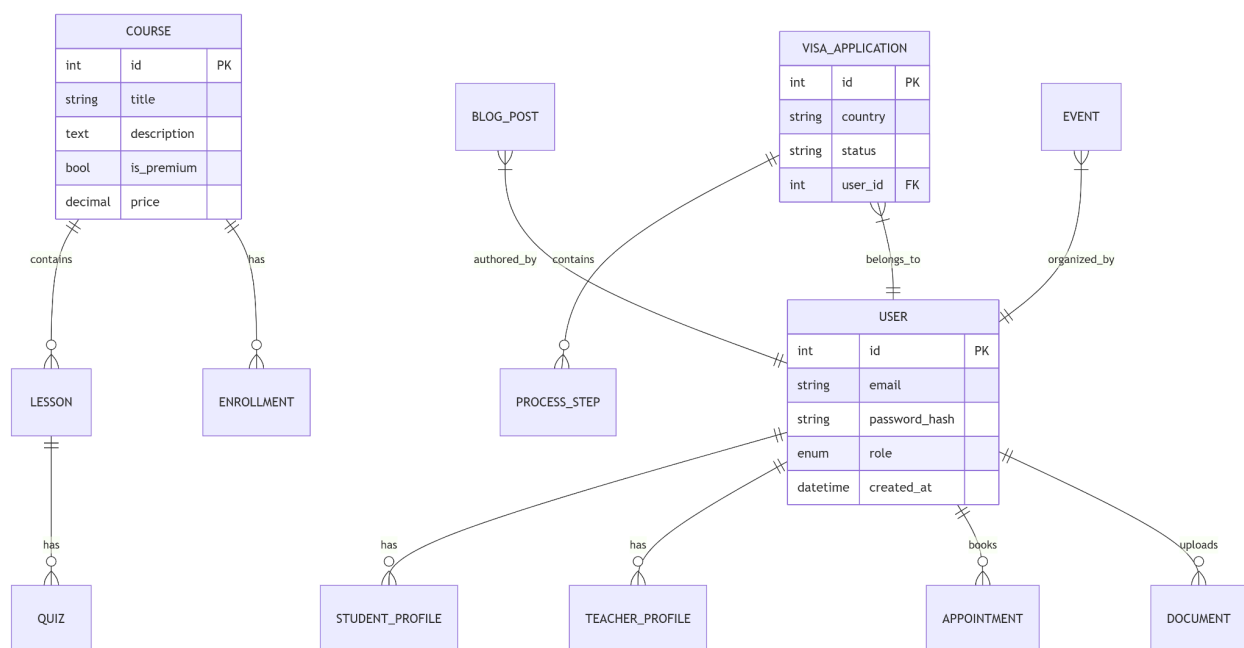 COURSE
int id PK
string title
text description
bool is_premium
decimal price
VISA_APPLICATION
int id PK
string country
string status
int user_id FK
BLOG_POST
EVENT
contains
has
authored_by
contains
belongs_to
organized_by
USER
int id PK
string email
string password_hash
enum role
datetime created_at
LESSON
ENROLLMENT
PROCESS_STEP
has
has
has
books
uploads
QUIZ
STUDENT_PROFILE
TEACHER_PROFILE
APPOINTMENT
DOCUMENT